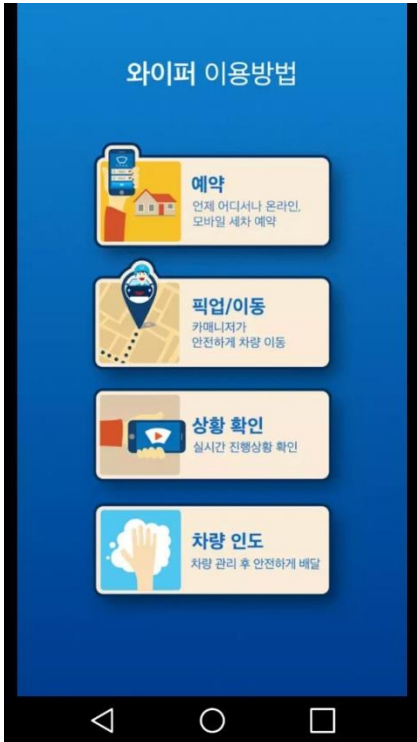 와이퍼 이용방법
예약
언제 어디서나 온라인,
모바일 세차 예약
픽업/이동
카매니저가
안전하게 차량 이동
상황 확인
실시간 진행상황 확인
차량 인도
차량 관리 후 안전하게 배달